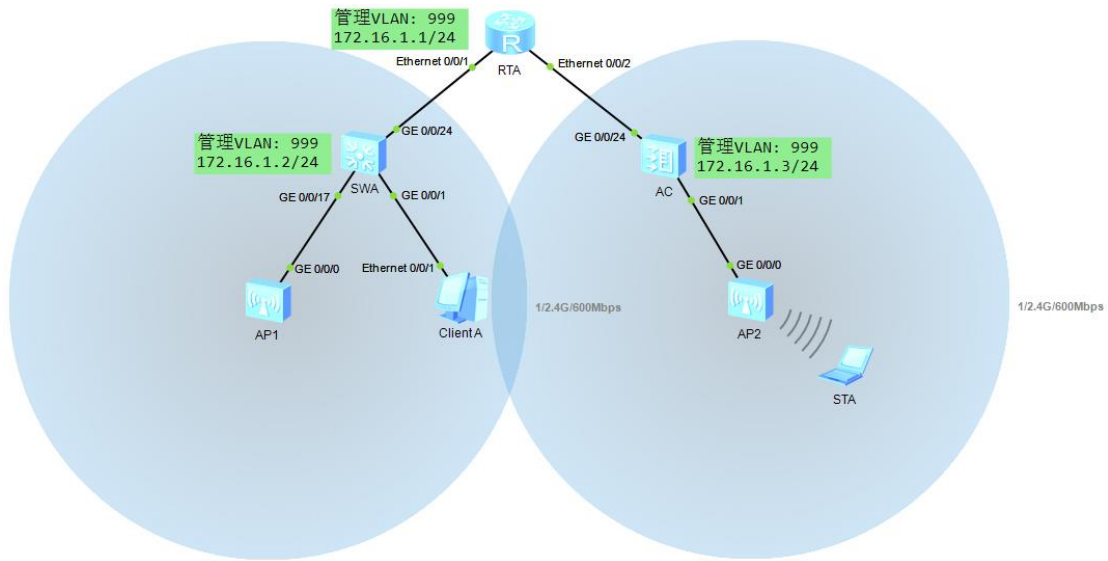 管理VLAN: 999
172.16.1.1/24
R
RTA
Ethernet 0/0/1
Ethernet 0/0/2
GE 0/0/24
GE 0/0/24
管理VLAN: 999
172.16.1.2/24
SWA
管理VLAN: 999
172.16.1.3/24
AC
GE 0/0/17
GE 0/0/1
GE 0/0/1
GE 0/0/0
Ethernet 0/0/1
GE 0/0/0
AP1
Client A
1/2.4G/600Mbps
AP2
1/2.4G/600Mbps
STA